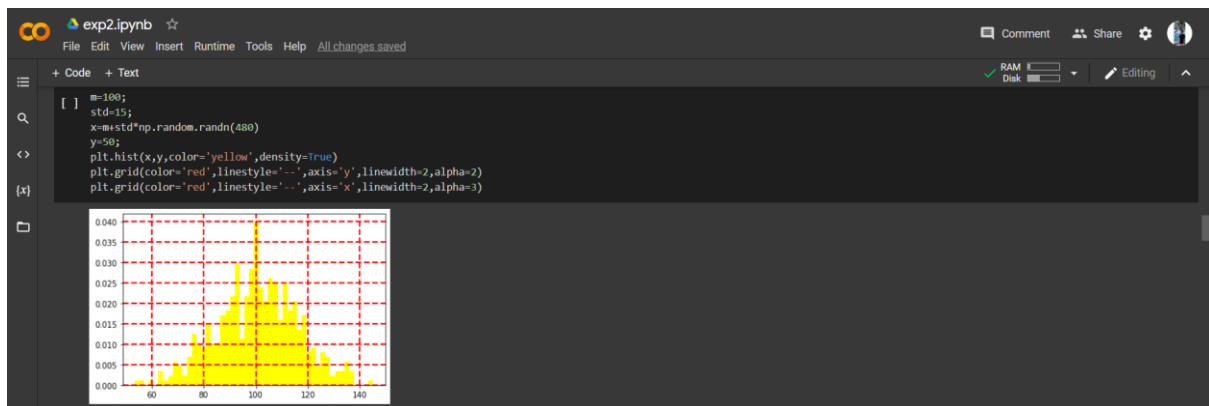 exp2.ipynb
Comment Share
File Edit View Insert Runtime Tools Help All changes saved
+ Code + Text
RAM
Disk
Editing
[ ]
m=100;
std=15;
x=m+std*np.random.randn(480)
y=50;
plt.hist(x,y,color='yellow',density=True)
plt.grid(color='red',linestyle='--',axis='y',linewidth=2,alpha=2)
plt.grid(color='red',linestyle='--',axis='x',linewidth=2,alpha=3)
{x}
0.040
0.035
0.030
0.025
0.020
0.015
0.010
0.005
0.000
60 80 100 120 140